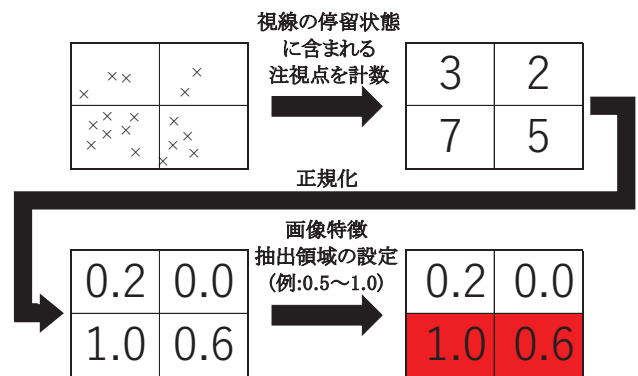 視線の停留状態
に含まれる
注視点を計数
3 2
7 5
正規化
画像特徴
抽出領域の設定
(例:0.5～1.0)
0.2 0.0
1.0 0.6
0.2 0.0
1.0 0.6